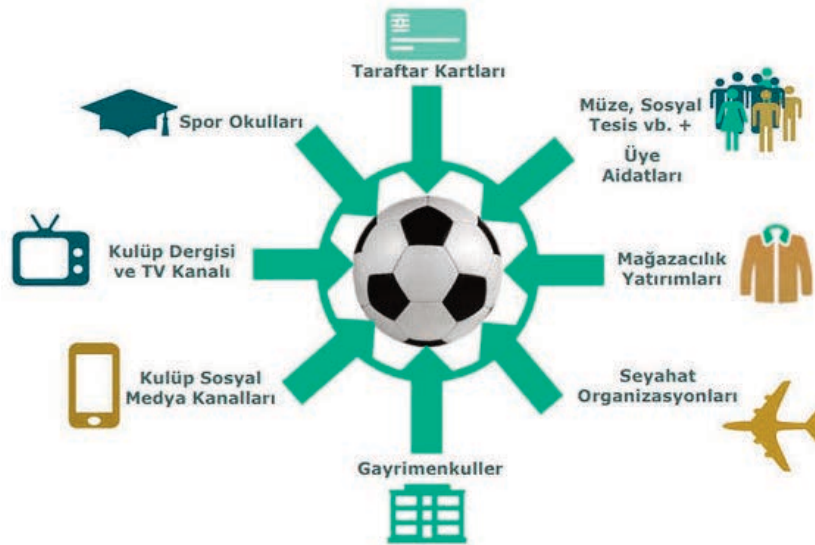 Taraftar Kartları
Spor Okulları
Müze, Sosyal
Tesis vb. +
Üye
Aidatları
Kulüp Dergisi
ve TV Kanalı
Mağazacılık
Yatırımları
Kulüp Sosyal
Medya Kanalları
Seyahat
Organizasyonları
Gayrimenkuller